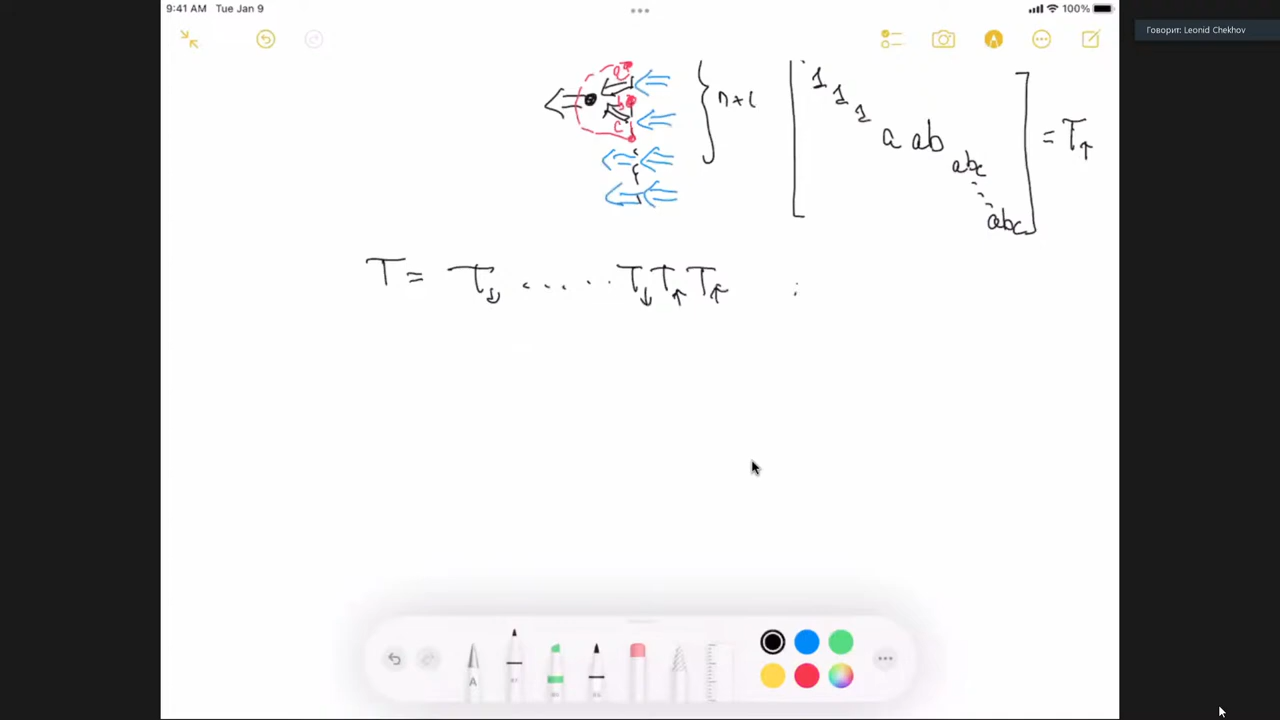 9:41 AM Tue Jan 9
100%
Говорит: Leonid Chekhov
a
b
c
n+1
1
1
1
a ab
abc
abc
= T↑
T = T↓ ..... T↓ T↑ T↑ :
A